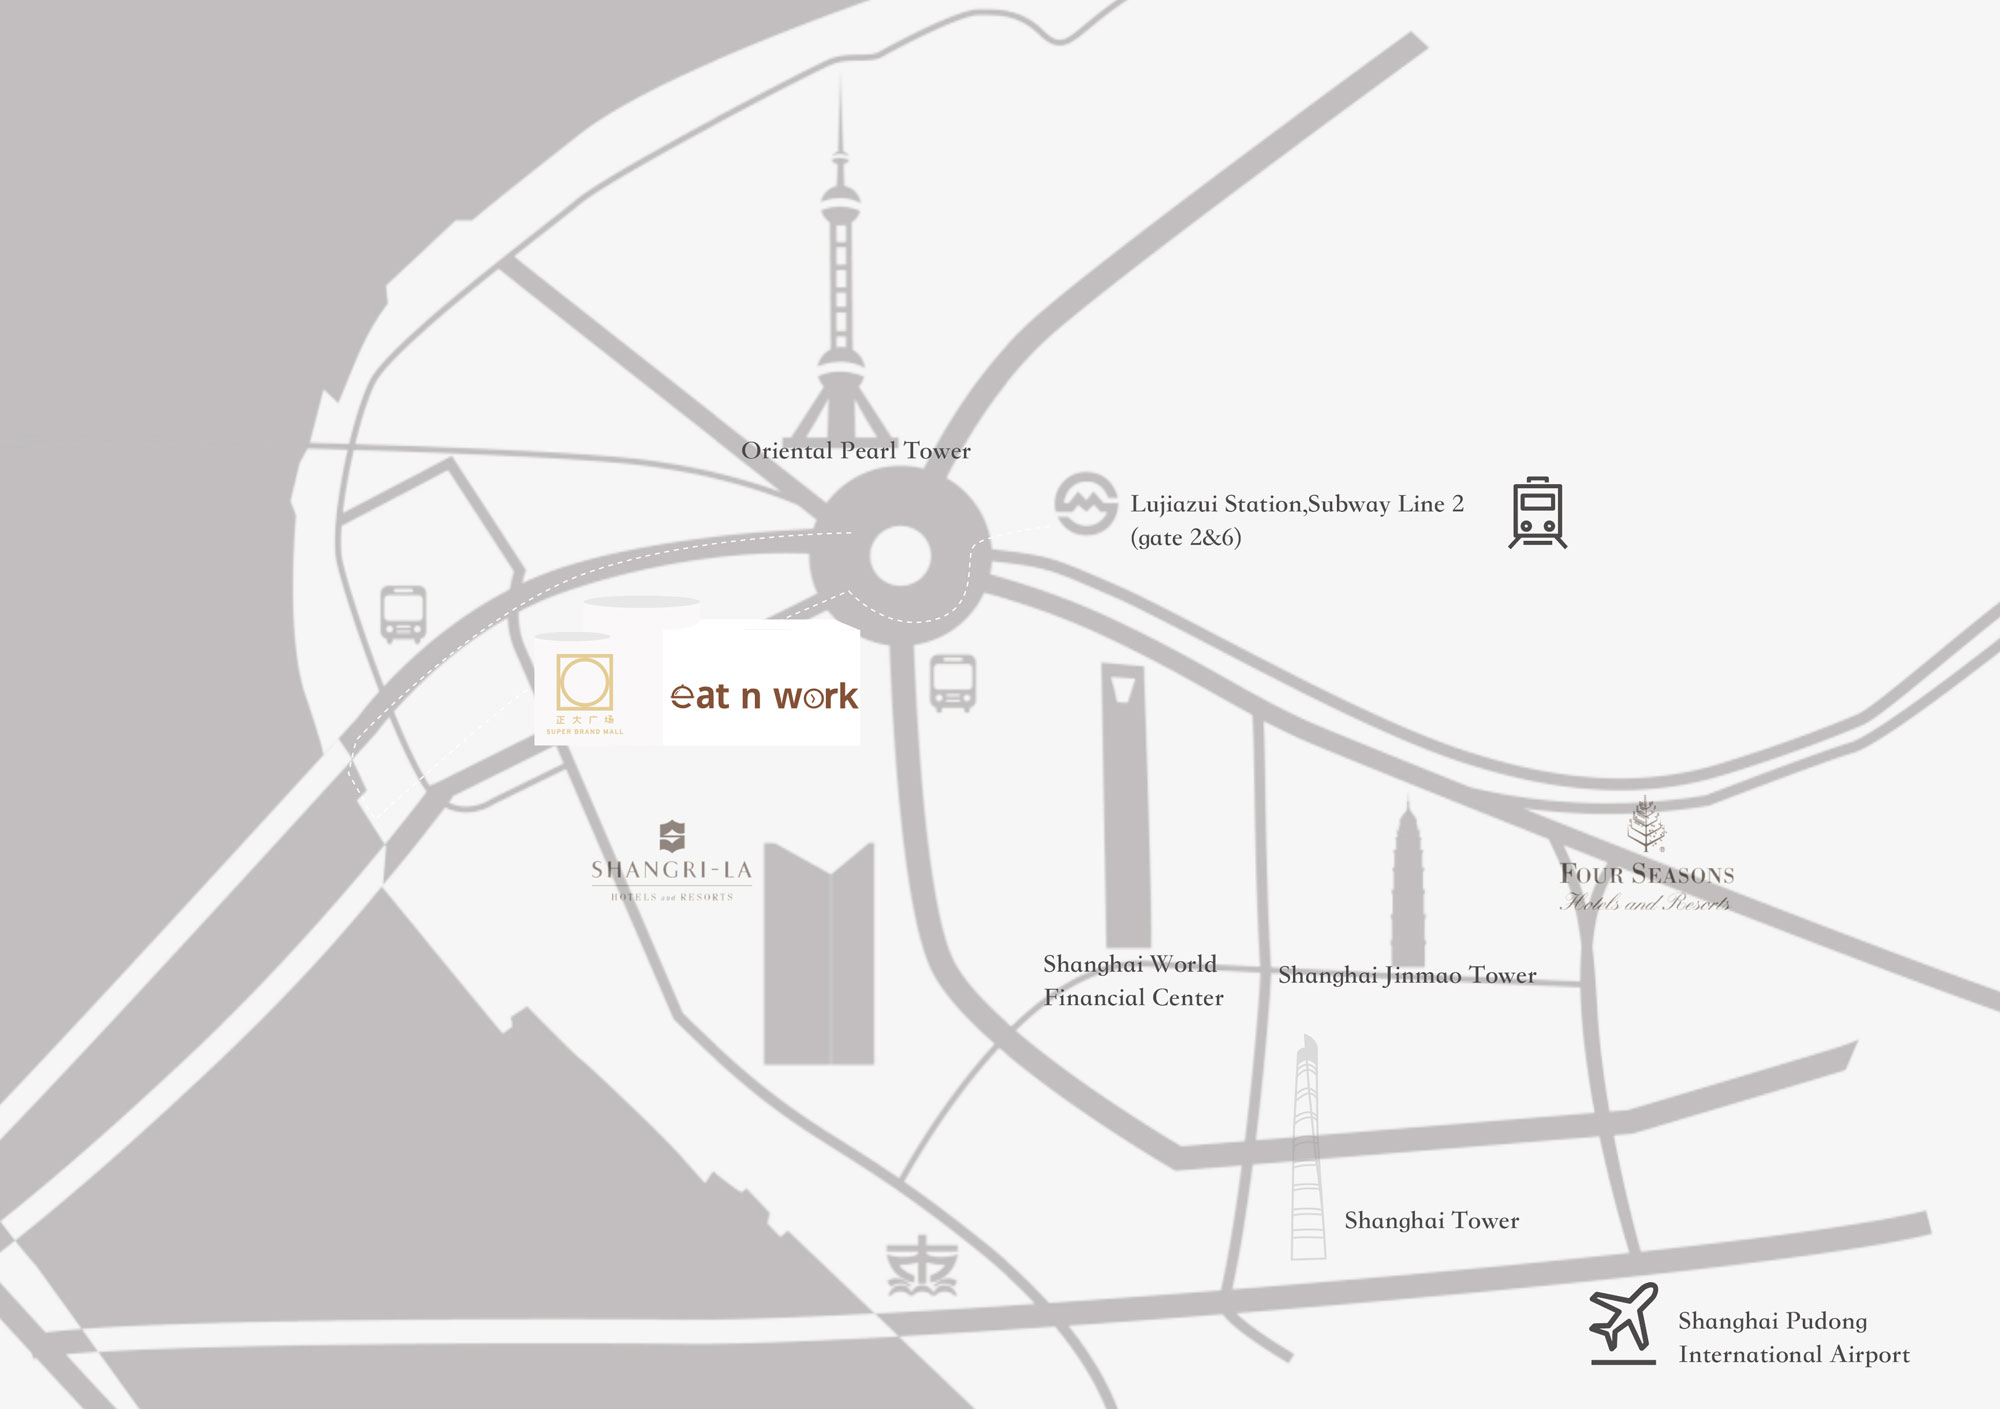 Oriental Pearl Tower
Lujiazui Station,Subway Line 2
(gate 2&6)
正大广场
SUPER BRAND MALL
eat n work
SHANGRI-LA
HOTELS and RESORTS
FOUR SEASONS
Hotels and Resorts
Shanghai World
Financial Center
Shanghai Jinmao Tower
Shanghai Tower
Shanghai Pudong
International Airport